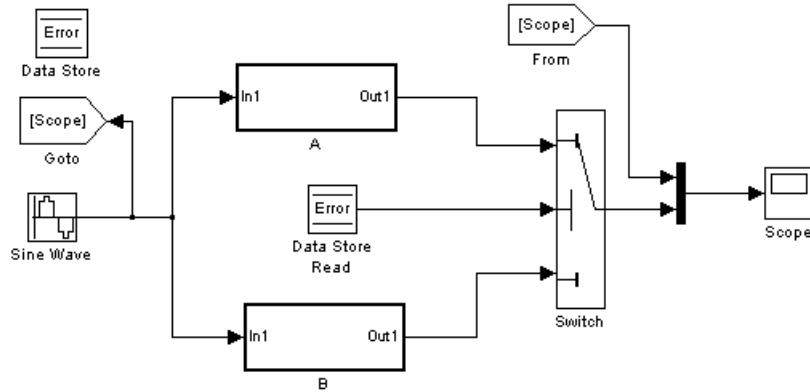 Error
Data Store
[Scope]
From
[Scope]
Goto
In1
Out1
A
Sine Wave
Error
Data Store
Read
Switch
Scope
In1
Out1
B